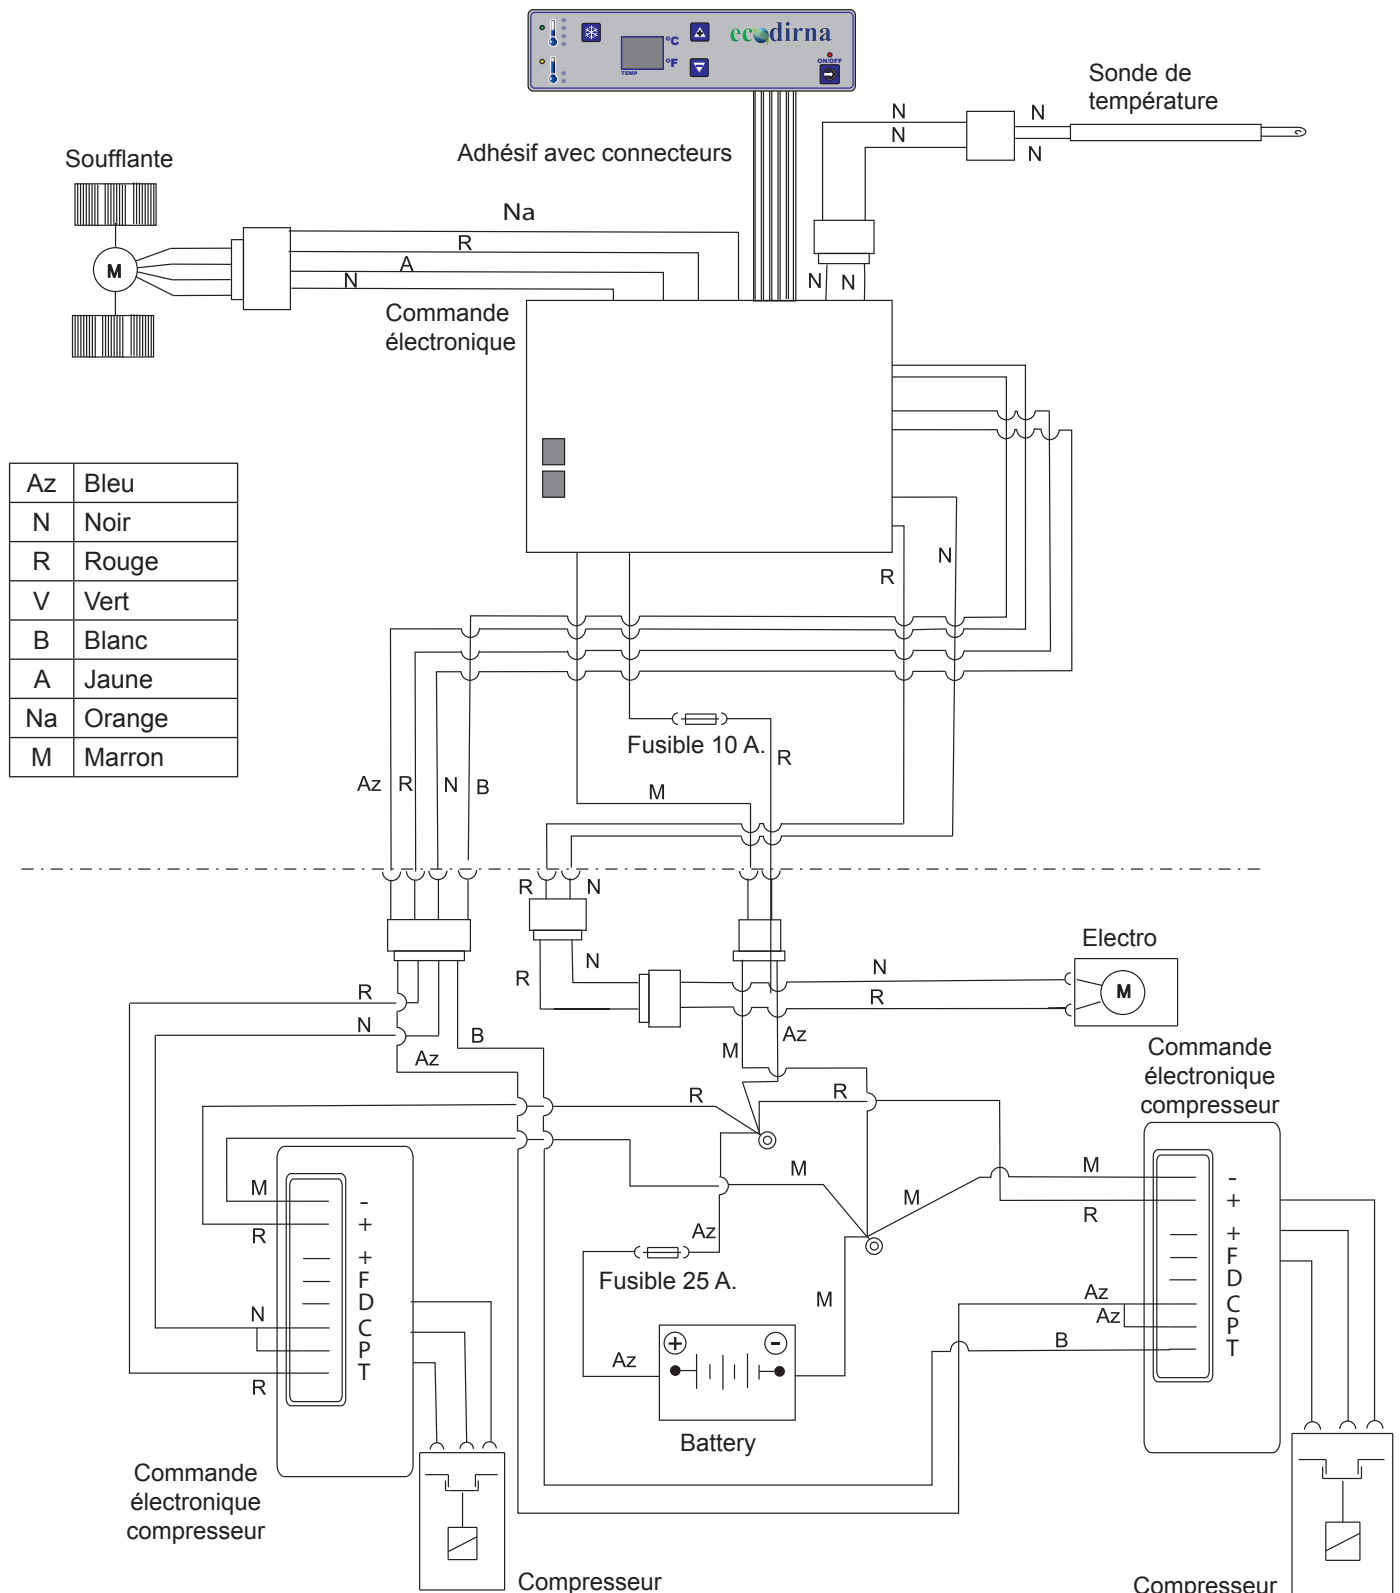 °C
°F
TEMP
ecodirna
ON/OFF
Sonde de
température
N
N
N
N
Adhésif avec connecteurs
Soufflante
M
Na
R
A
N
N
N
Commande
électronique
Az Bleu
N Noir
R Rouge
V Vert
B Blanc
A Jaune
Na Orange
M Marron
R
N
Fusible 10 A.
R
M
Az
R
N
B
R
N
R
N
N
R
Electro
M
R
N
Az
B
M
Az
R
R
Commande
électronique
compresseur
M
R
-
+
+
F
D
C
P
T
N
R
M
M
Az
Fusible 25 A.
M
Az
+
-
Battery
M
R
-
+
+
F
D
C
P
T
Az
Az
B
Commande
électronique
compresseur
Compresseur
Compresseur